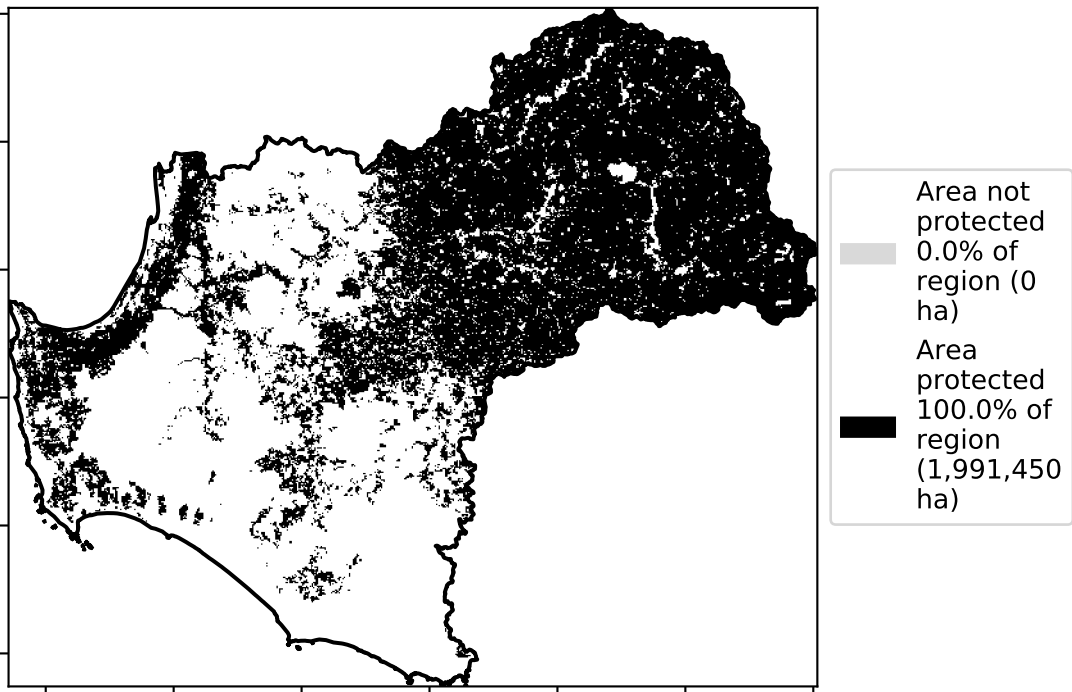 Area not
protected
0.0% of
region (0
ha)
Area
protected
100.0% of
region
(1,991,450
ha)